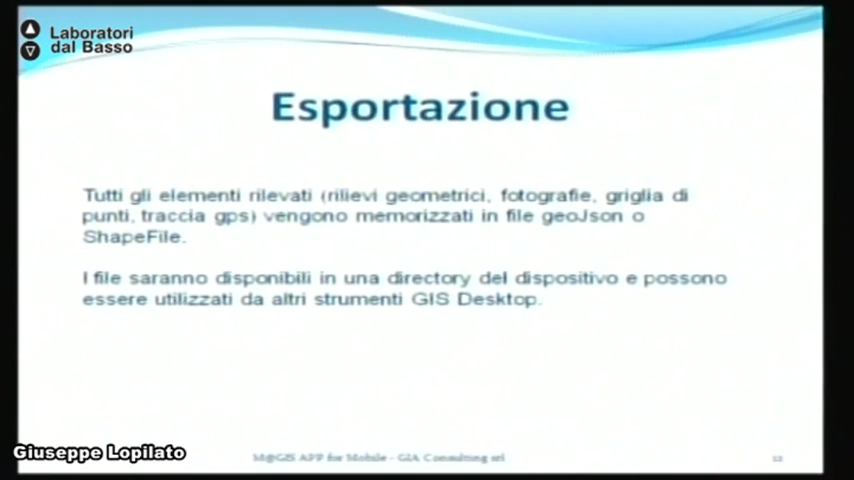 Laboratori
dal Basso
Esportazione
Tutti gli elementi rilevati (rilievi geometrici, fotografie, griglia di
punti, traccia gps) vengono memorizzati in file geoJson o
ShapeFile.
I file saranno disponibili in una directory del dispositivo e possono
essere utilizzati da altri strumenti GIS Desktop.
Giuseppe Lopilato
M@GIS APP for Mobile - GIA Consulting srl